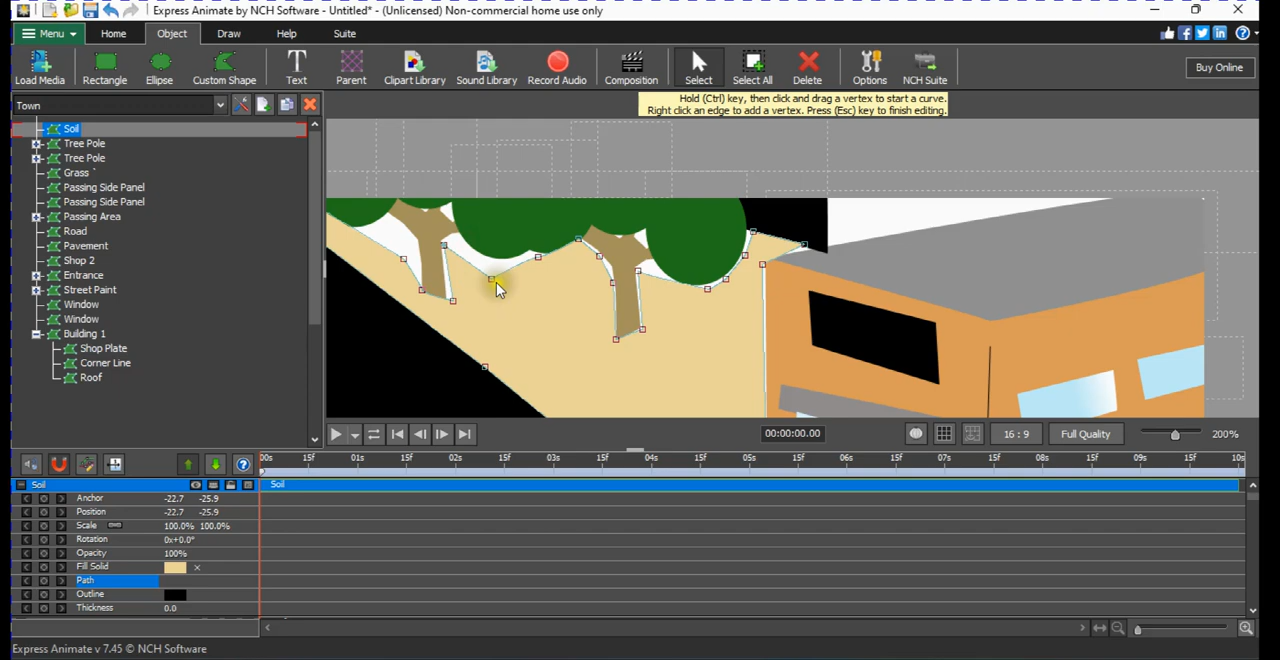 Express Animate by NCH Software - Untitled* - (Unlicensed) Non-commercial home use only
Menu Home Object Draw Help Suite
Load Media Rectangle Ellipse Custom Shape Text Parent Clipart Library Sound Library Record Audio Composition Select Select All Delete Options NCH Suite Buy Online
Town
Hold (Ctrl) key, then click and drag a vertex to start a curve.
Right click an edge to add a vertex. Press (Esc) key to finish editing.
Soil
Tree Pole
Tree Pole
Grass `
Passing Side Panel
Passing Side Panel
Passing Area
Road
Pavement
Shop 2
Entrance
Street Paint
Window
Window
Building 1
Shop Plate
Corner Line
Roof
00:00:00.00 16 : 9 Full Quality 200%
00s 15f 01s 15f 02s 15f 03s 15f 04s 15f 05s 15f 06s 15f 07s 15f 08s 15f 09s 15f 10s
Soil Soil
Anchor -22.7 -25.9
Position -22.7 -25.9
Scale 100.0% 100.0%
Rotation 0x+0.0°
Opacity 100%
Fill Solid
Path
Outline
Thickness 0.0
Express Animate v 7.45 © NCH Software